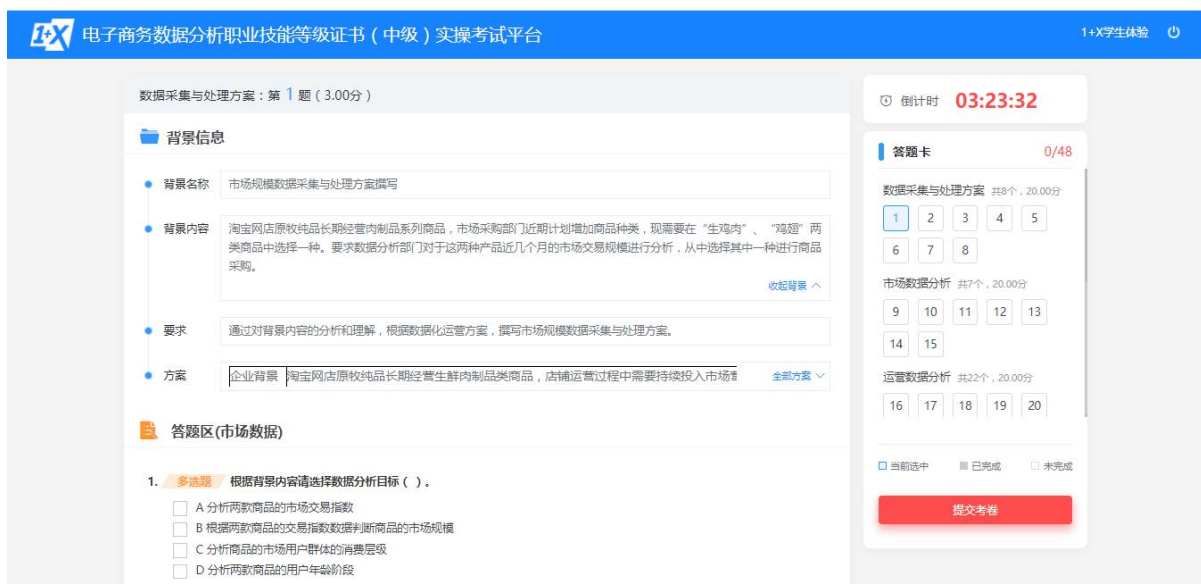 1+X 电子商务数据分析职业技能等级证书(中级)实操考试平台
1+X学生体验
数据采集与处理方案:第 1 题(3.00分)
背景信息
背景名称
市场规模数据采集与处理方案撰写
背景内容
淘宝网店原牧纯品长期经营肉制品系列商品,市场采购部门近期计划增加商品种类,现需要在“生鸡肉”、“鸡翅”两
类商品中选择一种。要求数据分析部门对于这两种产品近几个月的市场交易规模进行分析,从中选择其中一种进行商品
采购。
收起背景
要求
通过对背景内容的分析和理解,根据数据化运营方案,撰写市场规模数据采集与处理方案。
方案
企业背景 淘宝网店原牧纯品长期经营生鲜肉制品类商品,店铺运营过程中需要持续投入市场
全部方案
答题区(市场数据)
1. 多选题 根据背景内容请选择数据分析目标( )。
A 分析两款商品的市场交易指数
B 根据两款商品的交易指数数据判断商品的市场规模
C 分析商品的市场用户群体的消费层级
D 分析两款商品的用户年龄阶段
倒计时 03:23:32
答题卡 0/48
数据采集与处理方案 共8个,20.00分
1 2 3 4 5
6 7 8
市场数据分析 共7个,20.00分
9 10 11 12 13
14 15
运营数据分析 共22个,20.00分
16 17 18 19 20
当前选中 已完成 未完成
提交考卷